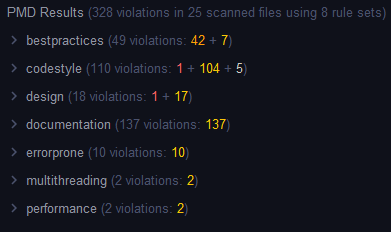 PMD Results (328 violations in 25 scanned files using 8 rule sets)
bestpractices (49 violations: 42 + 7)
codestyle (110 violations: 1 + 104 + 5)
design (18 violations: 1 + 17)
documentation (137 violations: 137)
errorprone (10 violations: 10)
multithreading (2 violations: 2)
performance (2 violations: 2)